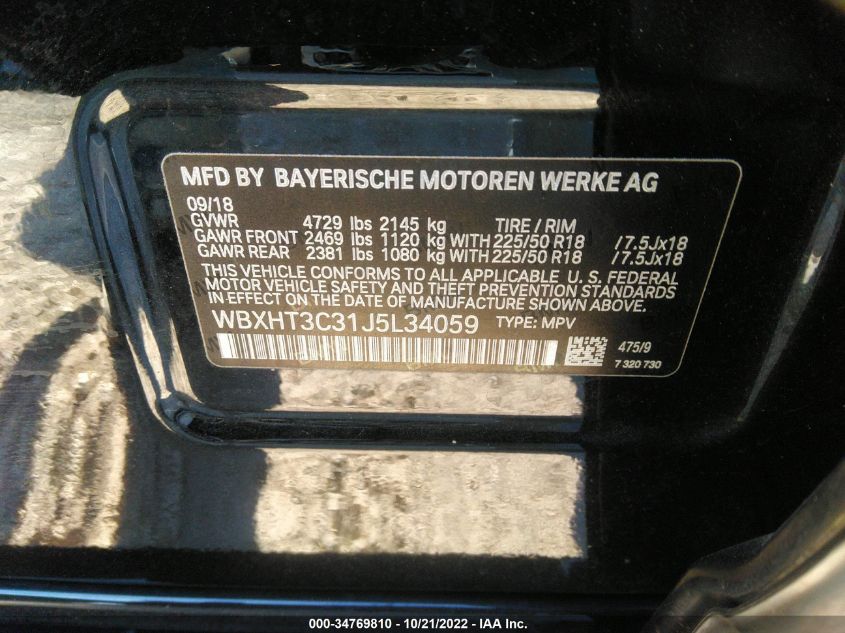 MFD BY BAYERISCHE MOTOREN WERKE AG
09/18
GVWR 4729 lbs 2145 kg TIRE / RIM
GAWR FRONT 2469 lbs 1120 kg WITH 225/50 R18 / 7.5Jx18
GAWR REAR 2381 lbs 1080 kg WITH 225/50 R18 / 7.5Jx18
THIS VEHICLE CONFORMS TO ALL APPLICABLE U. S. FEDERAL
MOTOR VEHICLE SAFETY AND THEFT PREVENTION STANDARDS
IN EFFECT ON THE DATE OF MANUFACTURE SHOWN ABOVE.
WBXHT3C31J5L34059 TYPE: MPV
475/9
7 320 730
000-34769810 - 10/21/2022 - IAA Inc.